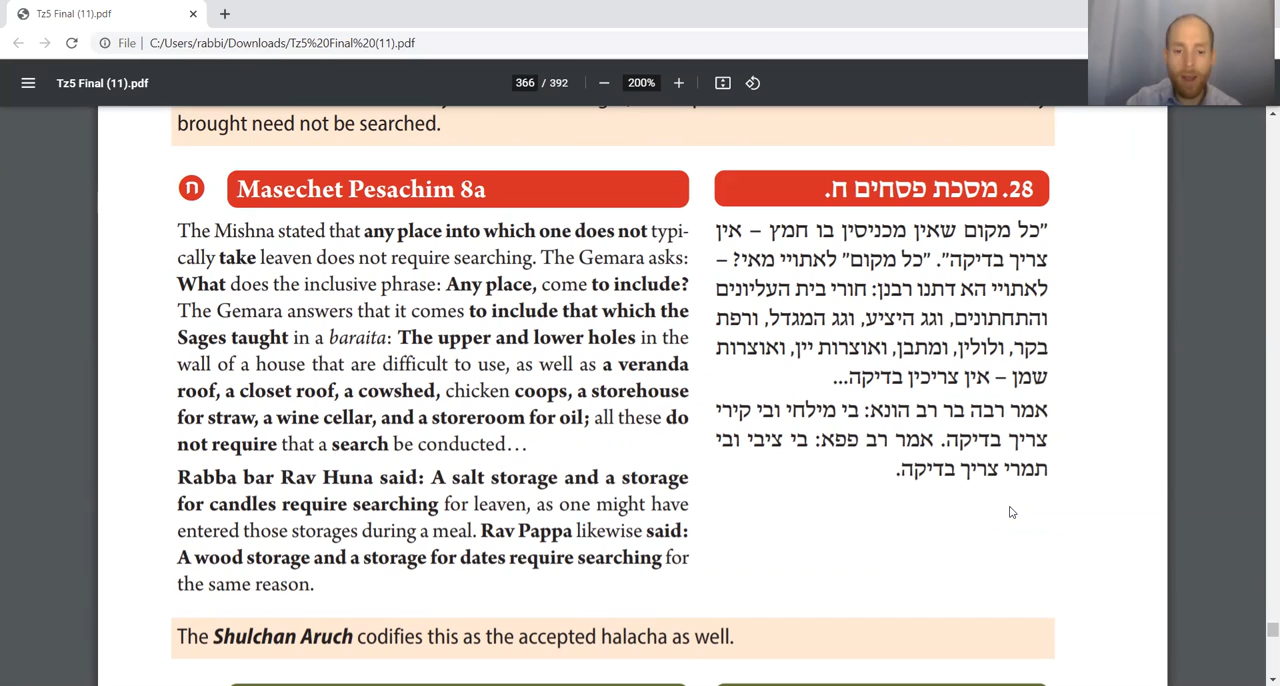 Tz5 Final (11).pdf
File
C:/Users/rabbi/Downloads/Tz5%20Final%20(11).pdf
Tz5 Final (11).pdf
366 / 392
200%
brought need not be searched.
ח
Masechet Pesachim 8a
The Mishna stated that any place into which one does not typi-
cally take leaven does not require searching. The Gemara asks:
What does the inclusive phrase: Any place, come to include?
The Gemara answers that it comes to include that which the
Sages taught in a baraita: The upper and lower holes in the
wall of a house that are difficult to use, as well as a veranda
roof, a closet roof, a cowshed, chicken coops, a storehouse
for straw, a wine cellar, and a storeroom for oil; all these do
not require that a search be conducted…
Rabba bar Rav Huna said: A salt storage and a storage
for candles require searching for leaven, as one might have
entered those storages during a meal. Rav Pappa likewise said:
A wood storage and a storage for dates require searching for
the same reason.
28. מסכת פסחים ח.
״כל מקום שאין מכניסין בו חמץ – אין
צריך בדיקה״. ״כל מקום״ לאתויי מאי? –
לאתויי הא דתנו רבנן: חורי בית העליונים
והתחתונים, וגג היציע, וגג המגדל, ורפת
בקר, ולולין, ומתבן, ואוצרות יין, ואוצרות
שמן – אין צריכין בדיקה...
אמר רבה בר רב הונא: בי מילחי ובי קירי
צריך בדיקה. אמר רב פפא: בי ציבי ובי
תמרי צריך בדיקה.
The Shulchan Aruch codifies this as the accepted halacha as well.